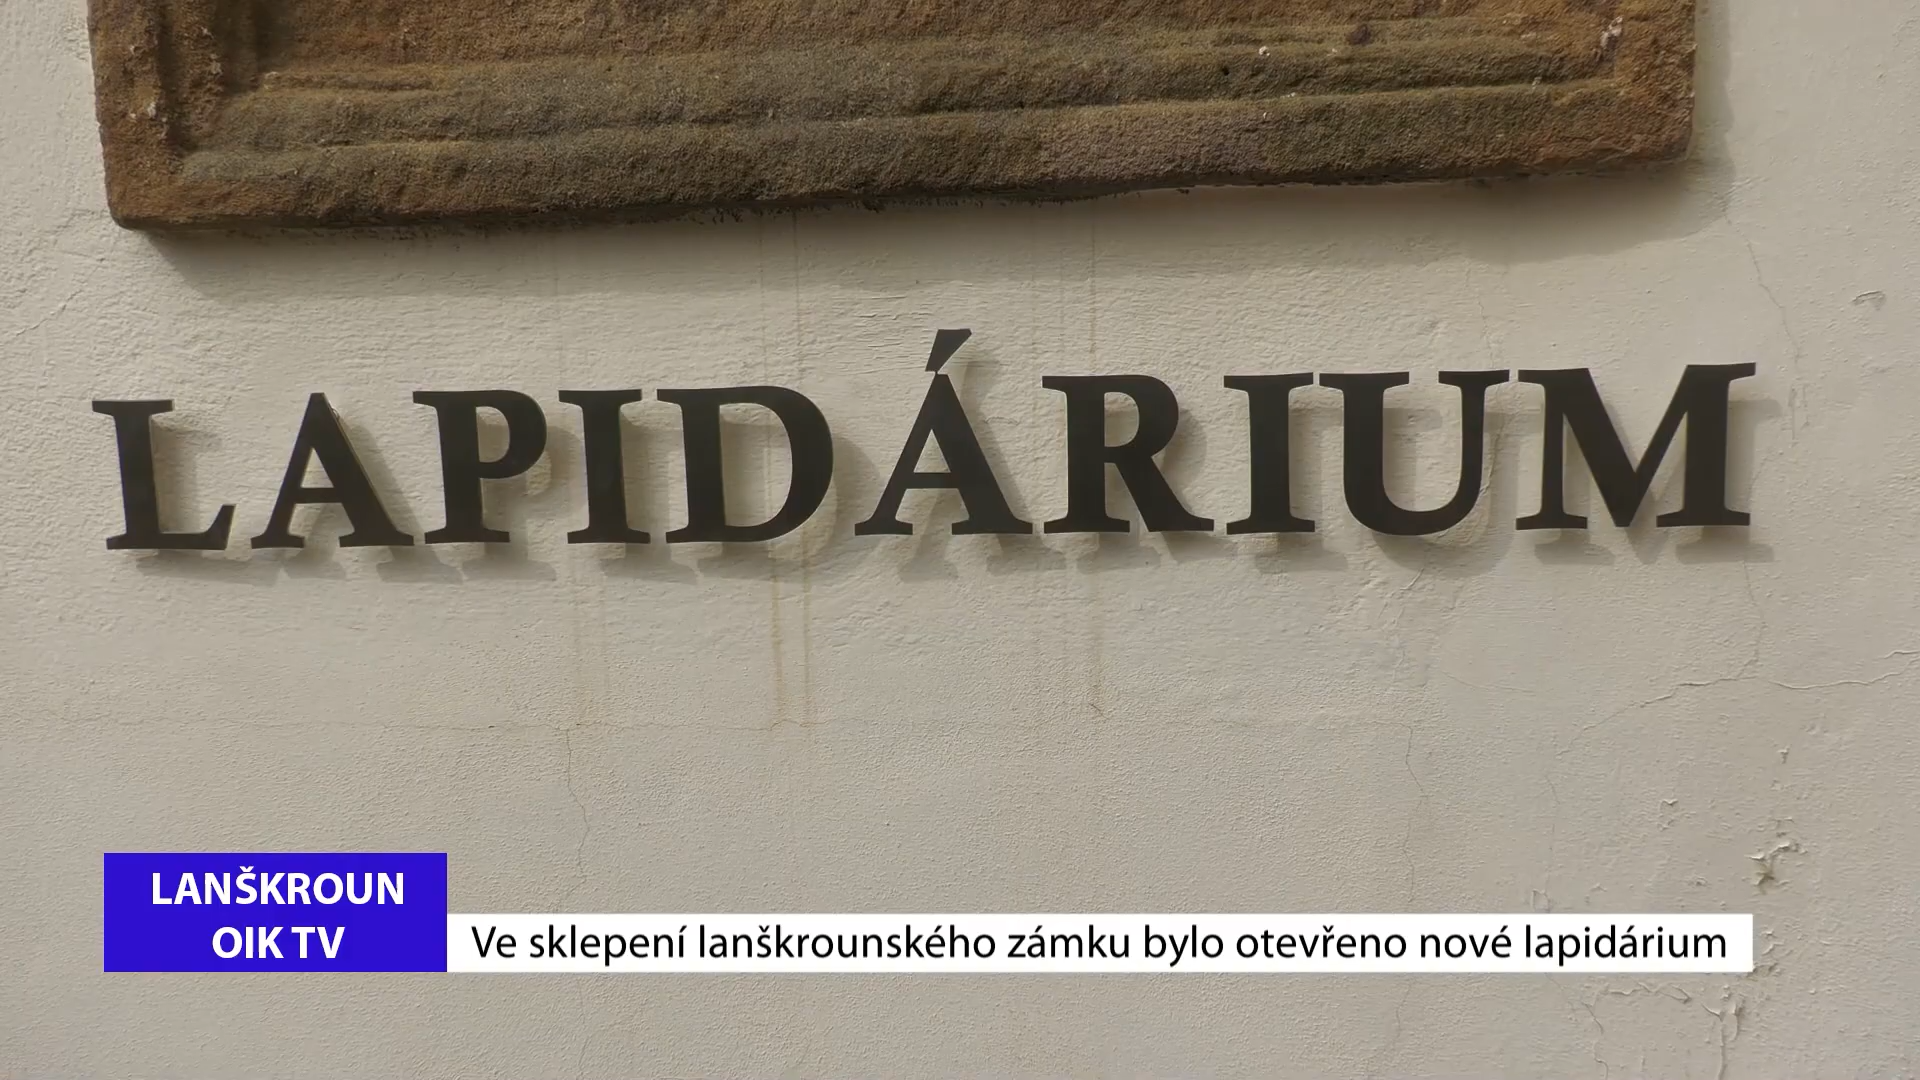 LAPIDÁRIUM
LANŠKROUN
OIK TV
Ve sklepení lanškrounského zámku bylo otevřeno nové lapidárium